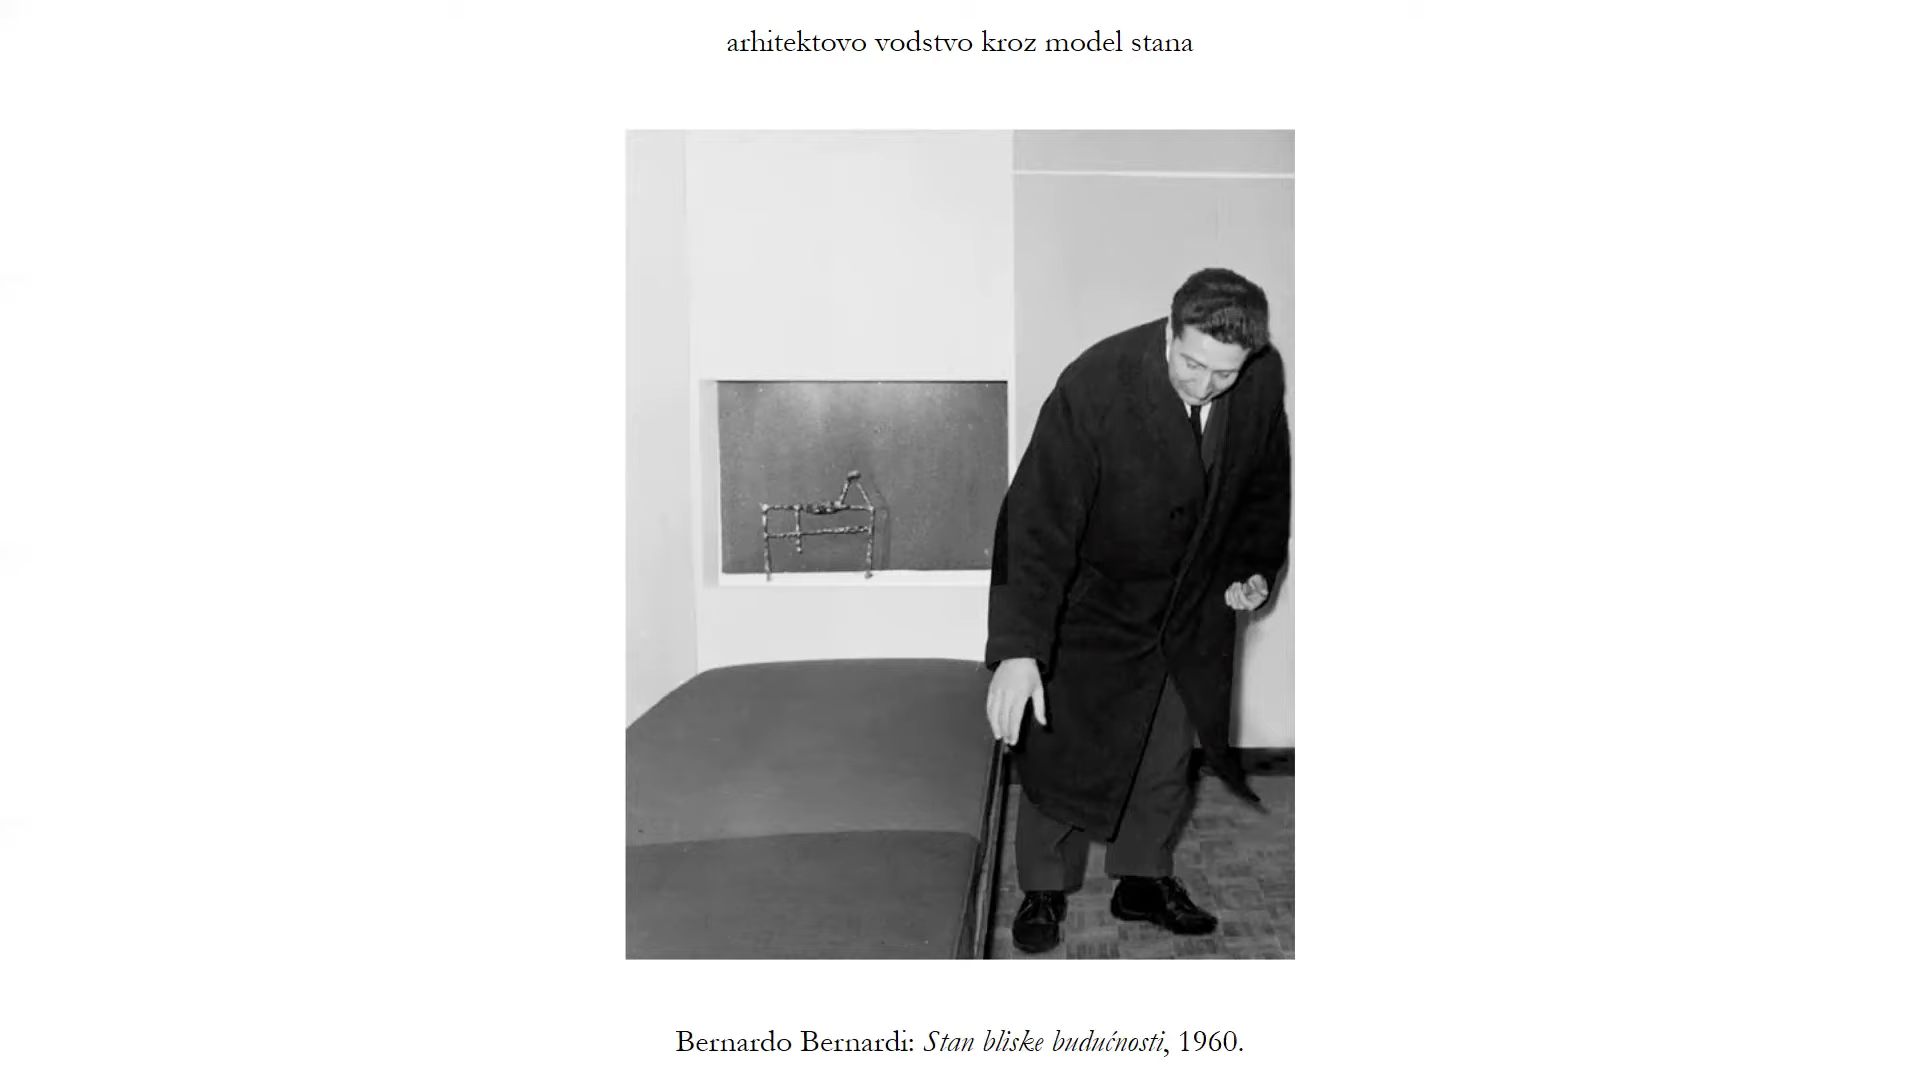 arhitektovo vodstvo kroz model stana
Bernardo Bernardi: Stan bliske budućnosti, 1960.